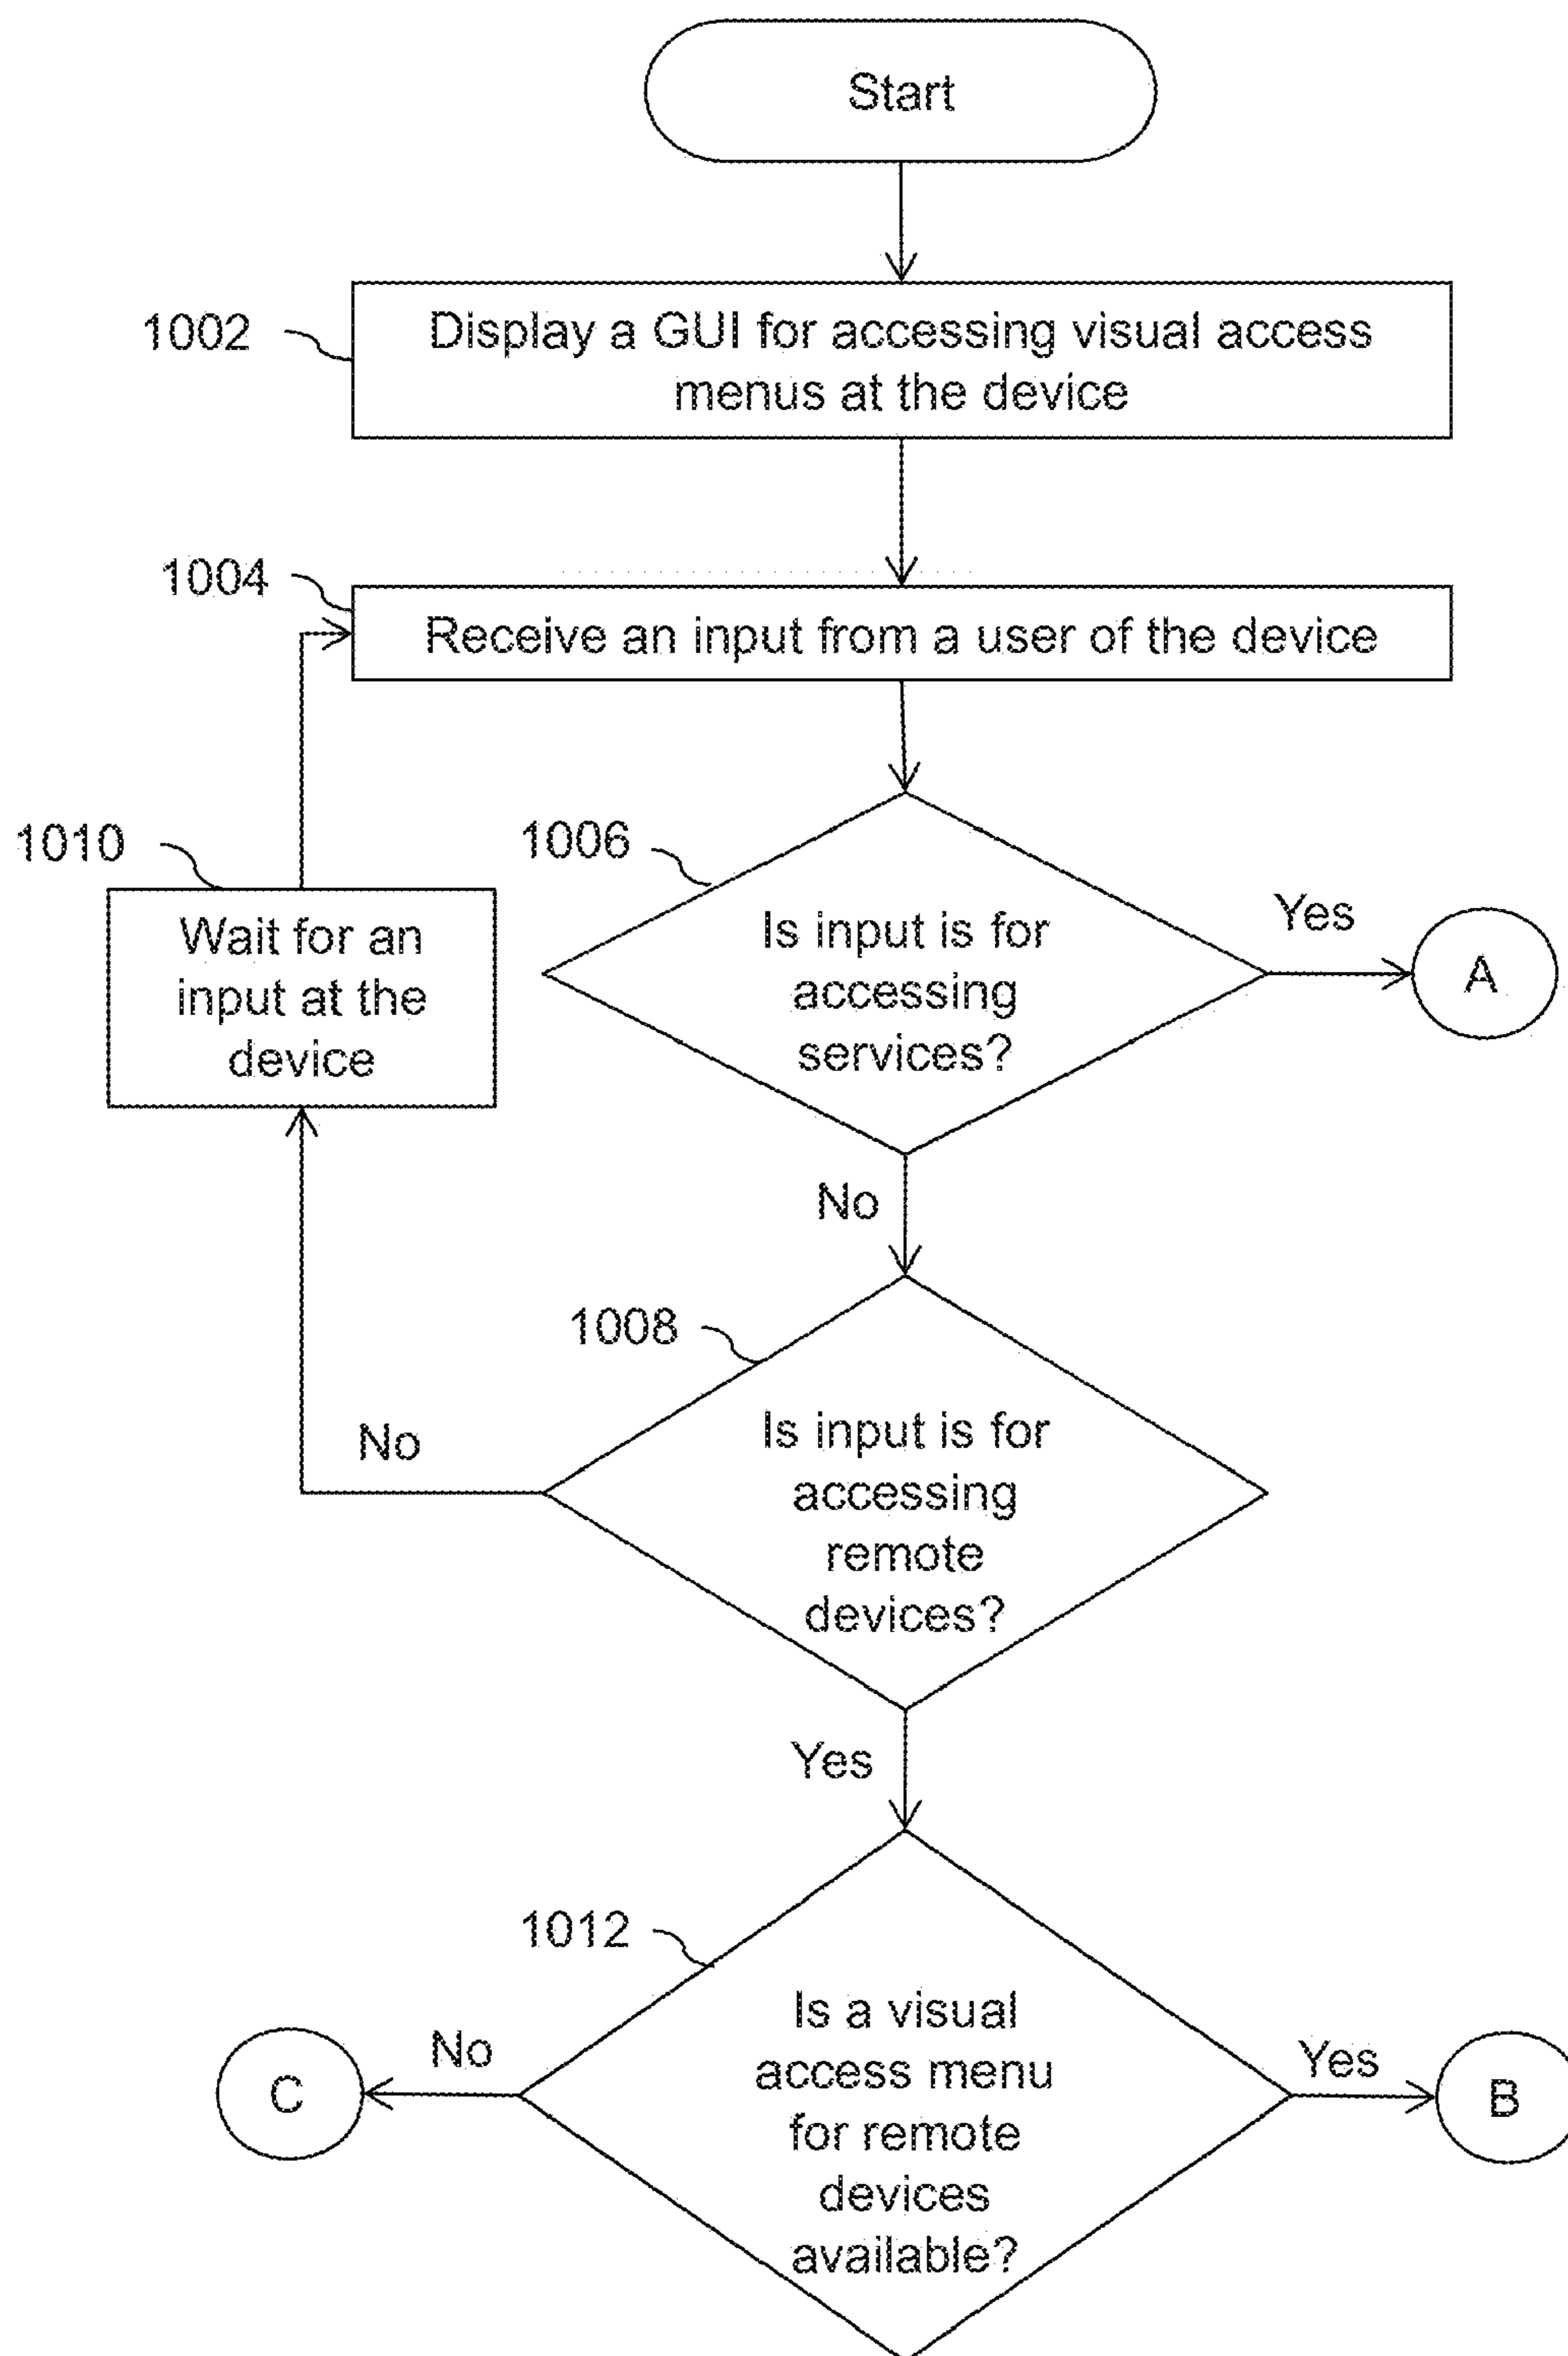 Start
1002
Display a GUI for accessing visual access
menus at the device
1004
Receive an input from a user of the device
1010
Wait for an
input at the
device
1006
Is input is for
accessing
services?
Yes
A
No
1008
Is input is for
accessing
remote
devices?
No
Yes
1012
Is a visual
access menu
for remote
devices
available?
No
C
Yes
B